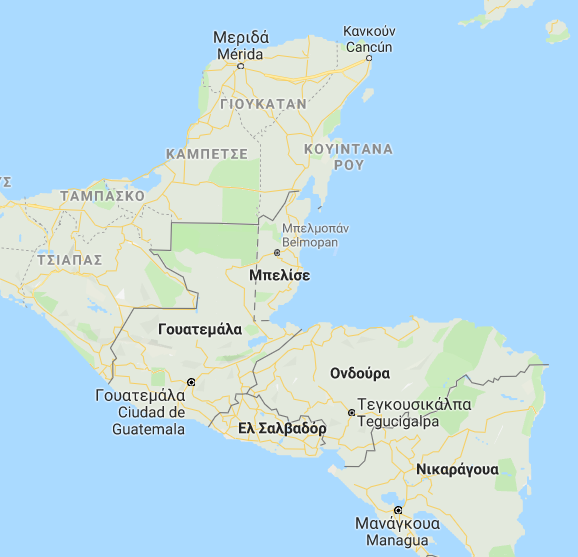 Μεριδά
Mérida
Κανκούν
Cancún
ΓΙΟΥΚΑΤΑΝ
ΚΑΜΠΕΤΣΕ
ΚΟΥΙΝΤΑΝΑ
ΡΟΥ
ΥΣ
ΤΑΜΠΑΣΚΟ
Μπελμοπάν
Belmopan
ΤΣΙΑΠΑΣ
Μπελίσε
Γουατεμάλα
Ονδούρα
Γουατεμάλα
Ciudad de
Guatemala
Τεγκουσικάλπα
Tegucigalpa
Ελ Σαλβαδόρ
Νικαράγουα
Μανάγκουα
Managua